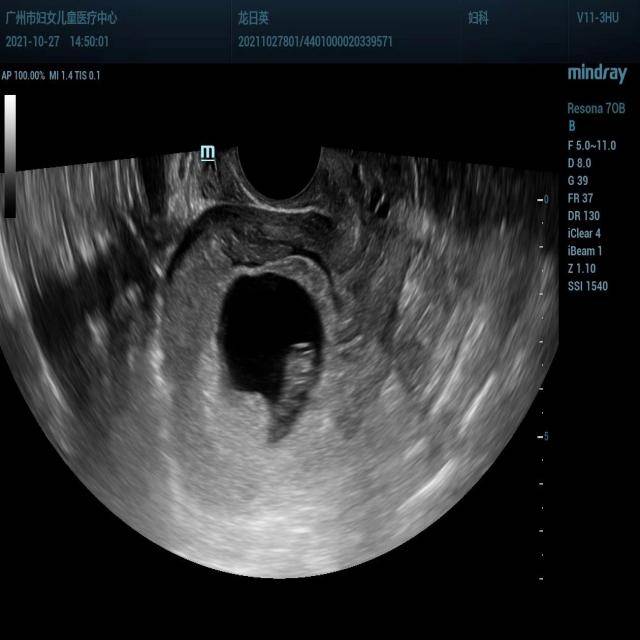 广州市妇女儿童医疗中心 龙日英 妇科 V11-3HU
2021-10-27 14:50:01 20211027801/4401000020339571
AP 100.00% MI 1.4 TIS 0.1
mindray
Resona 7OB
B
F 5.0~11.0
D 8.0
G 39
FR 37
DR 130
iClear 4
iBeam 1
Z 1.10
SSI 1540
m
0
5